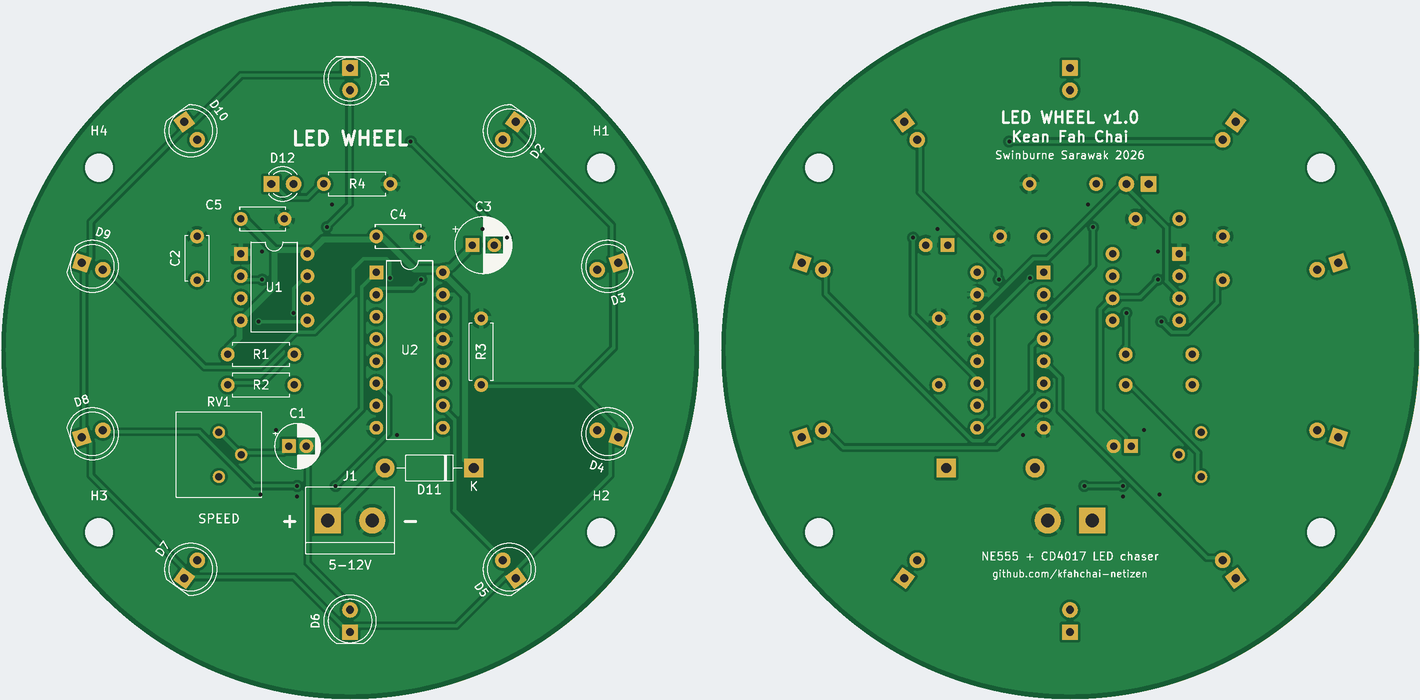 D1
D10
H4
LED WHEEL
H1
D2
D12
R4
C5
C4
C3
+
D9
C2
U1
D3
U2
R1
R3
R2
D8
RV1
C1
+
D4
J1
D11
K
H3
H2
SPEED
+
-
D7
5-12V
D5
D6
LED WHEEL v1.0
Kean Fah Chai
Swinburne Sarawak 2026
NE555 + CD4017 LED chaser
github.com/kfahchai-netizen